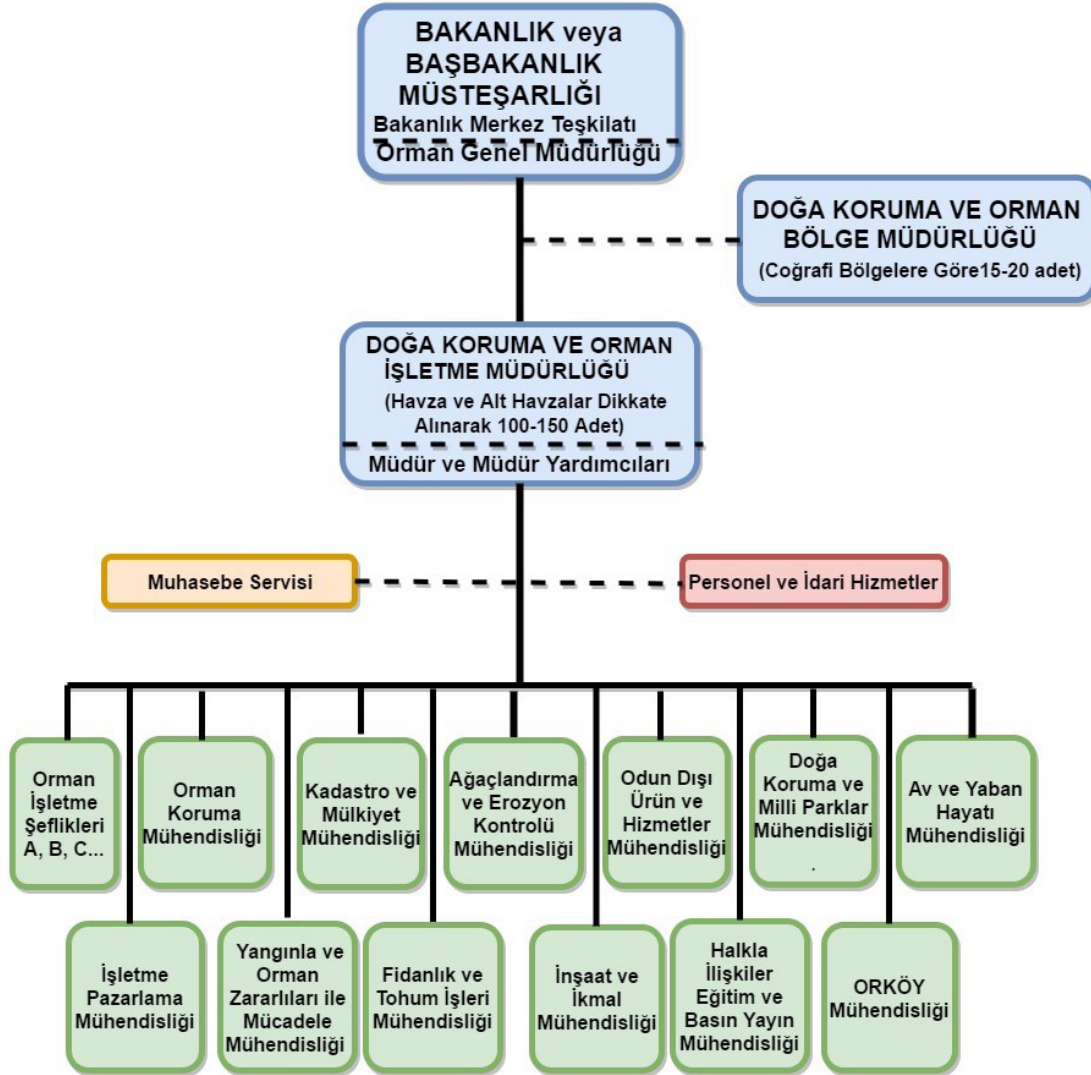 BAKANLIK veya
BAŞBAKANLIK
MÜSTEŞARLIĞI
Bakanlık Merkez Teşkilatı
Orman Genel Müdürlüğü
DOĞA KORUMA VE ORMAN
BÖLGE MÜDÜRLÜĞÜ
(Coğrafi Bölgelere Göre15-20 adet)
DOĞA KORUMA VE ORMAN
İŞLETME MÜDÜRLÜĞÜ
(Havza ve Alt Havzalar Dikkate
Alınarak 100-150 Adet)
Müdür ve Müdür Yardımcıları
Muhasebe Servisi
Personel ve İdari Hizmetler
Orman
İşletme
Şeflikleri
A, B, C...
Orman
Koruma
Mühendisliği
Kadastro ve
Mülkiyet
Mühendisliği
Ağaçlandırma
ve Erozyon
Kontrolü
Mühendisliği
Odun Dışı
Ürün ve
Hizmetler
Mühendisliği
Doğa
Koruma ve
Milli Parklar
Mühendisliği
.
Av ve Yaban
Hayatı
Mühendisliği
İşletme
Pazarlama
Mühendisliği
Yangınla ve
Orman
Zararlıları ile
Mücadele
Mühendisliği
Fidanlık ve
Tohum İşleri
Mühendisliği
İnşaat ve
İkmal
Mühendisliği
Halkla
İlişkiler
Eğitim ve
Basın Yayın
Mühendisliği
ORKÖY
Mühendisliği